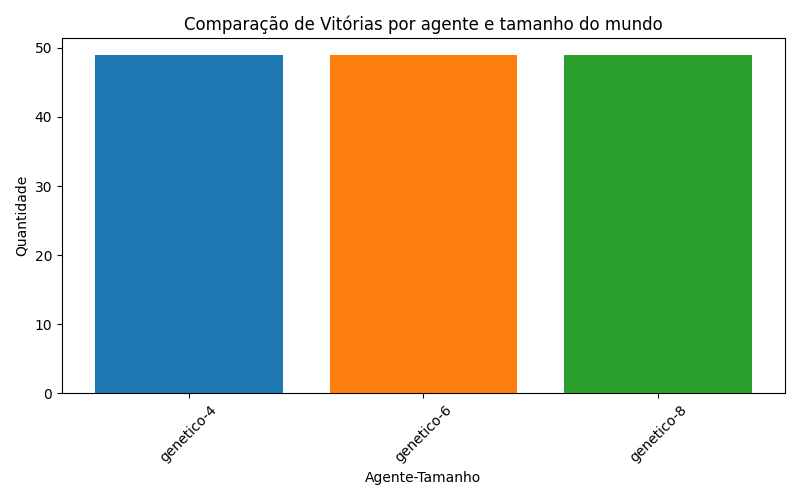 Comparação de Vitórias por agente e tamanho do mundo
Quantidade
50
40
30
20
10
0
genetico-4
genetico-6
genetico-8
Agente-Tamanho